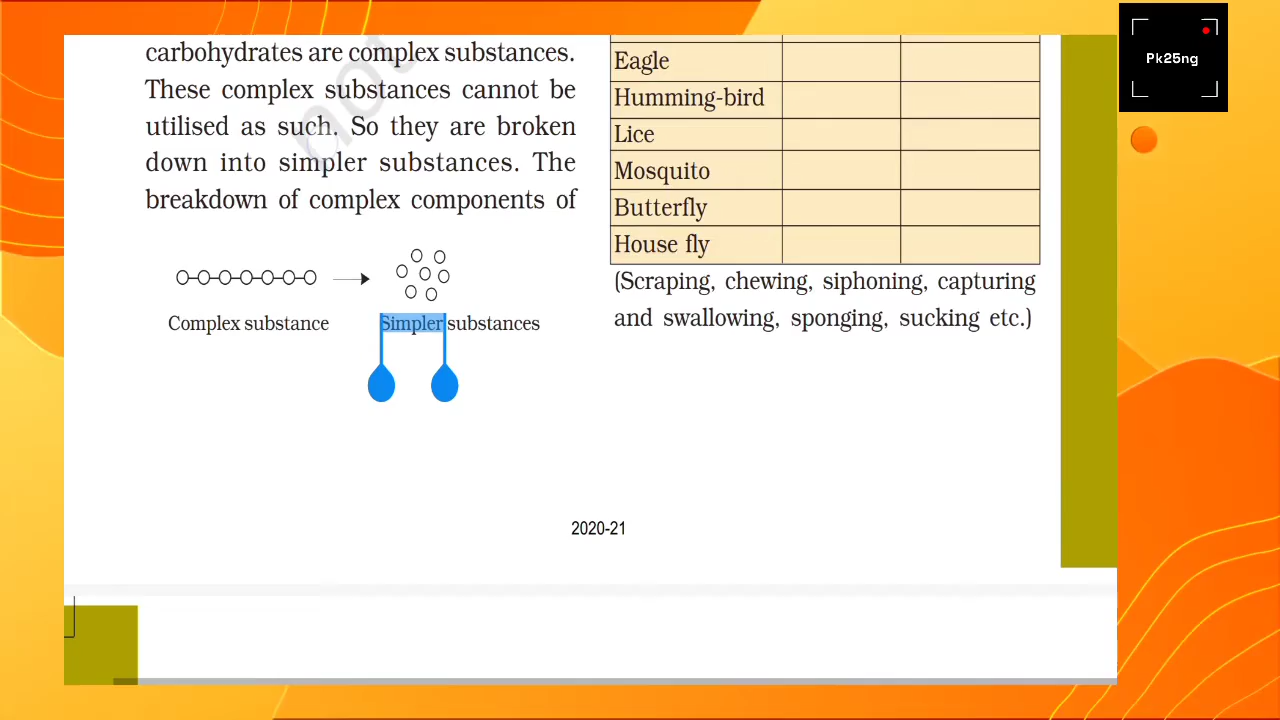 carbohydrates are complex substances.
These complex substances cannot be
utilised as such. So they are broken
down into simpler substances. The
breakdown of complex components of
Complex substance
Simpler substances
Eagle
Humming-bird
Lice
Mosquito
Butterfly
House fly
(Scraping, chewing, siphoning, capturing
and swallowing, sponging, sucking etc.)
2020-21
not
Pk25ng